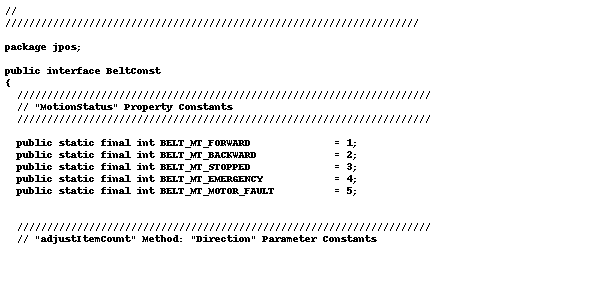 //
/////////////////////////////////////////////////////////////////////

package jpos;

public interface BeltConst
{
  /////////////////////////////////////////////////////////////////////
  // "MotionStatus" Property Constants
  /////////////////////////////////////////////////////////////////////

  public static final int BELT_MT_FORWARD              = 1;
  public static final int BELT_MT_BACKWARD             = 2;
  public static final int BELT_MT_STOPPED              = 3;
  public static final int BELT_MT_EMERGENCY            = 4;
  public static final int BELT_MT_MOTOR_FAULT          = 5;


  /////////////////////////////////////////////////////////////////////
  // "adjustItemCount" Method: "Direction" Parameter Constants